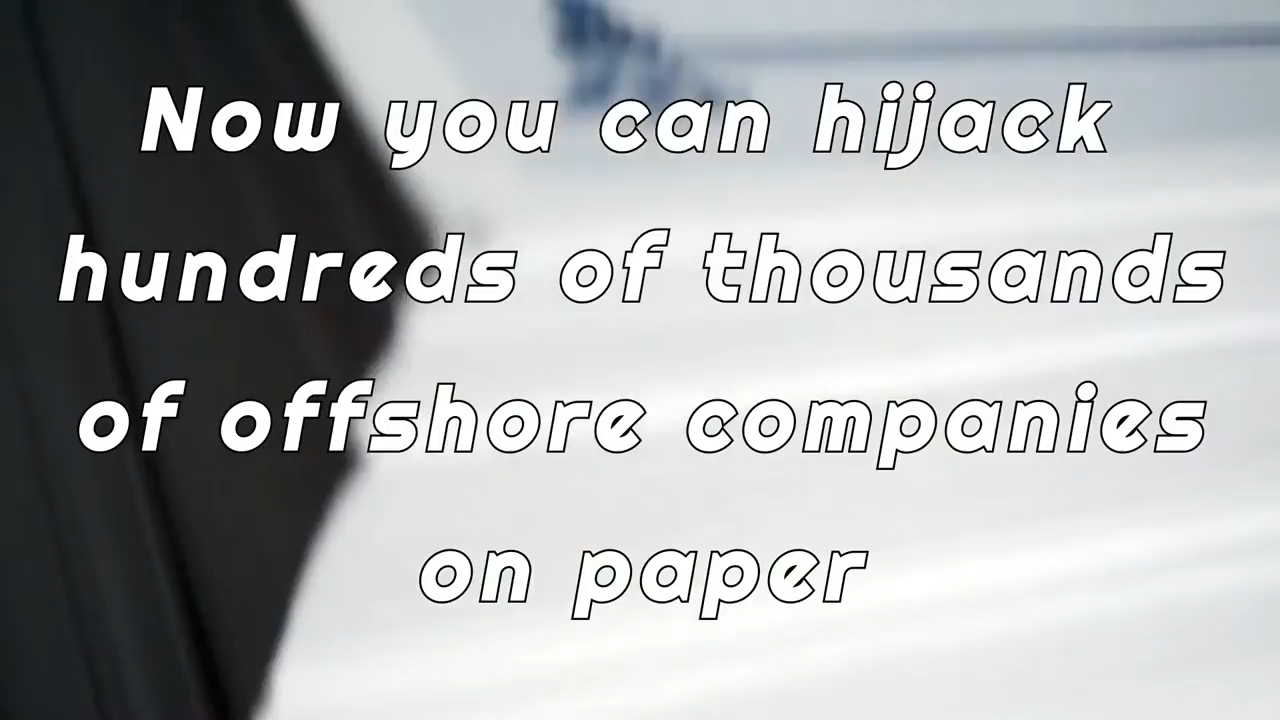 Now you can hijack
hundreds of thousands
of offshore companies
on paper